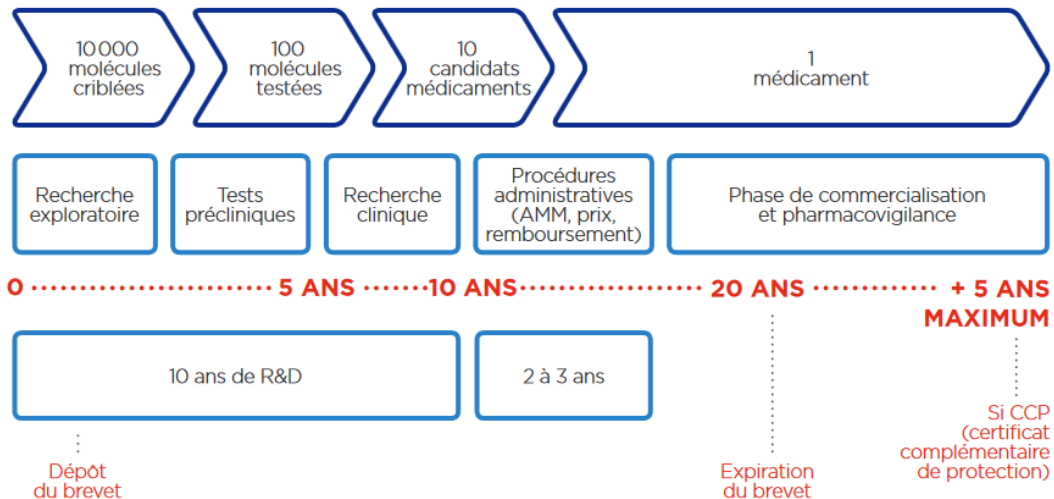 10 000
molécules
criblées
100
molécules
testées
10
candidats
médicaments
1
médicament
Recherche
exploratoire
Tests
précliniques
Recherche
clinique
Procédures
administratives
(AMM, prix,
remboursement)
Phase de commercialisation
et pharmacovigilance
0 5 ANS 10 ANS 20 ANS + 5 ANS
MAXIMUM
10 ans de R&D
2 à 3 ans
Dépôt
du brevet
Expiration
du brevet
Si CCP
(certificat
complémentaire
de protection)